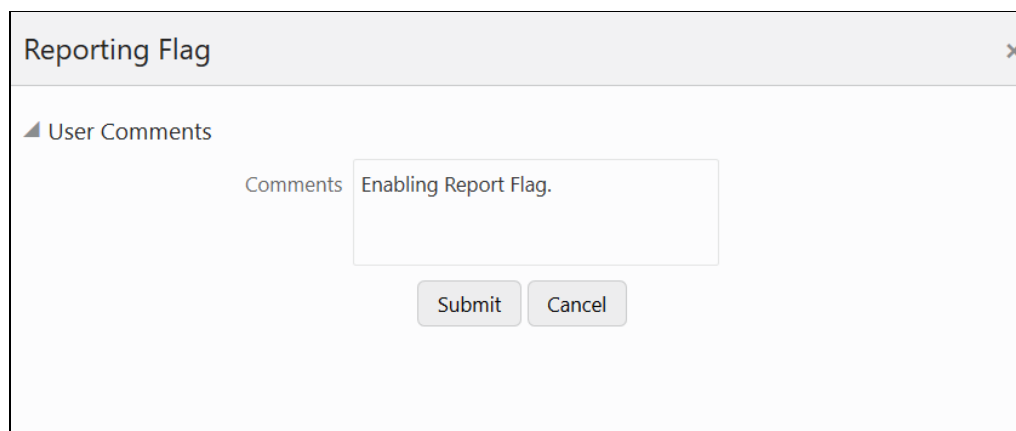 Reporting Flag
User Comments
Comments
Enabling Report Flag.
Submit
Cancel